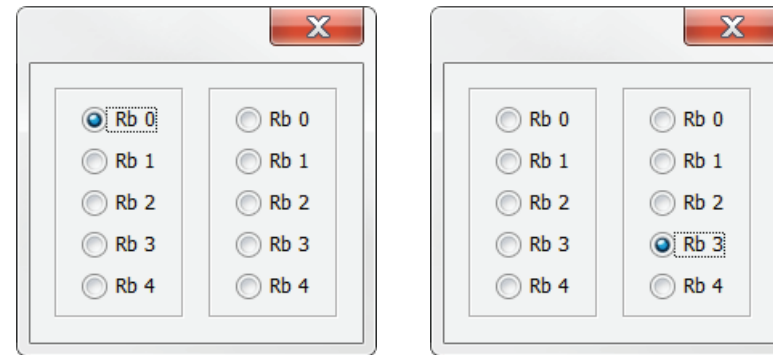 Rb 0 Rb 0 Rb 0 Rb 0
Rb 1 Rb 1 Rb 1 Rb 1
Rb 2 Rb 2 Rb 2 Rb 2
Rb 3 Rb 3 Rb 3 Rb 3
Rb 4 Rb 4 Rb 4 Rb 4